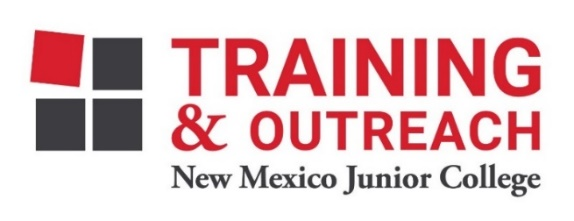 TRAINING
& OUTREACH
New Mexico Junior College